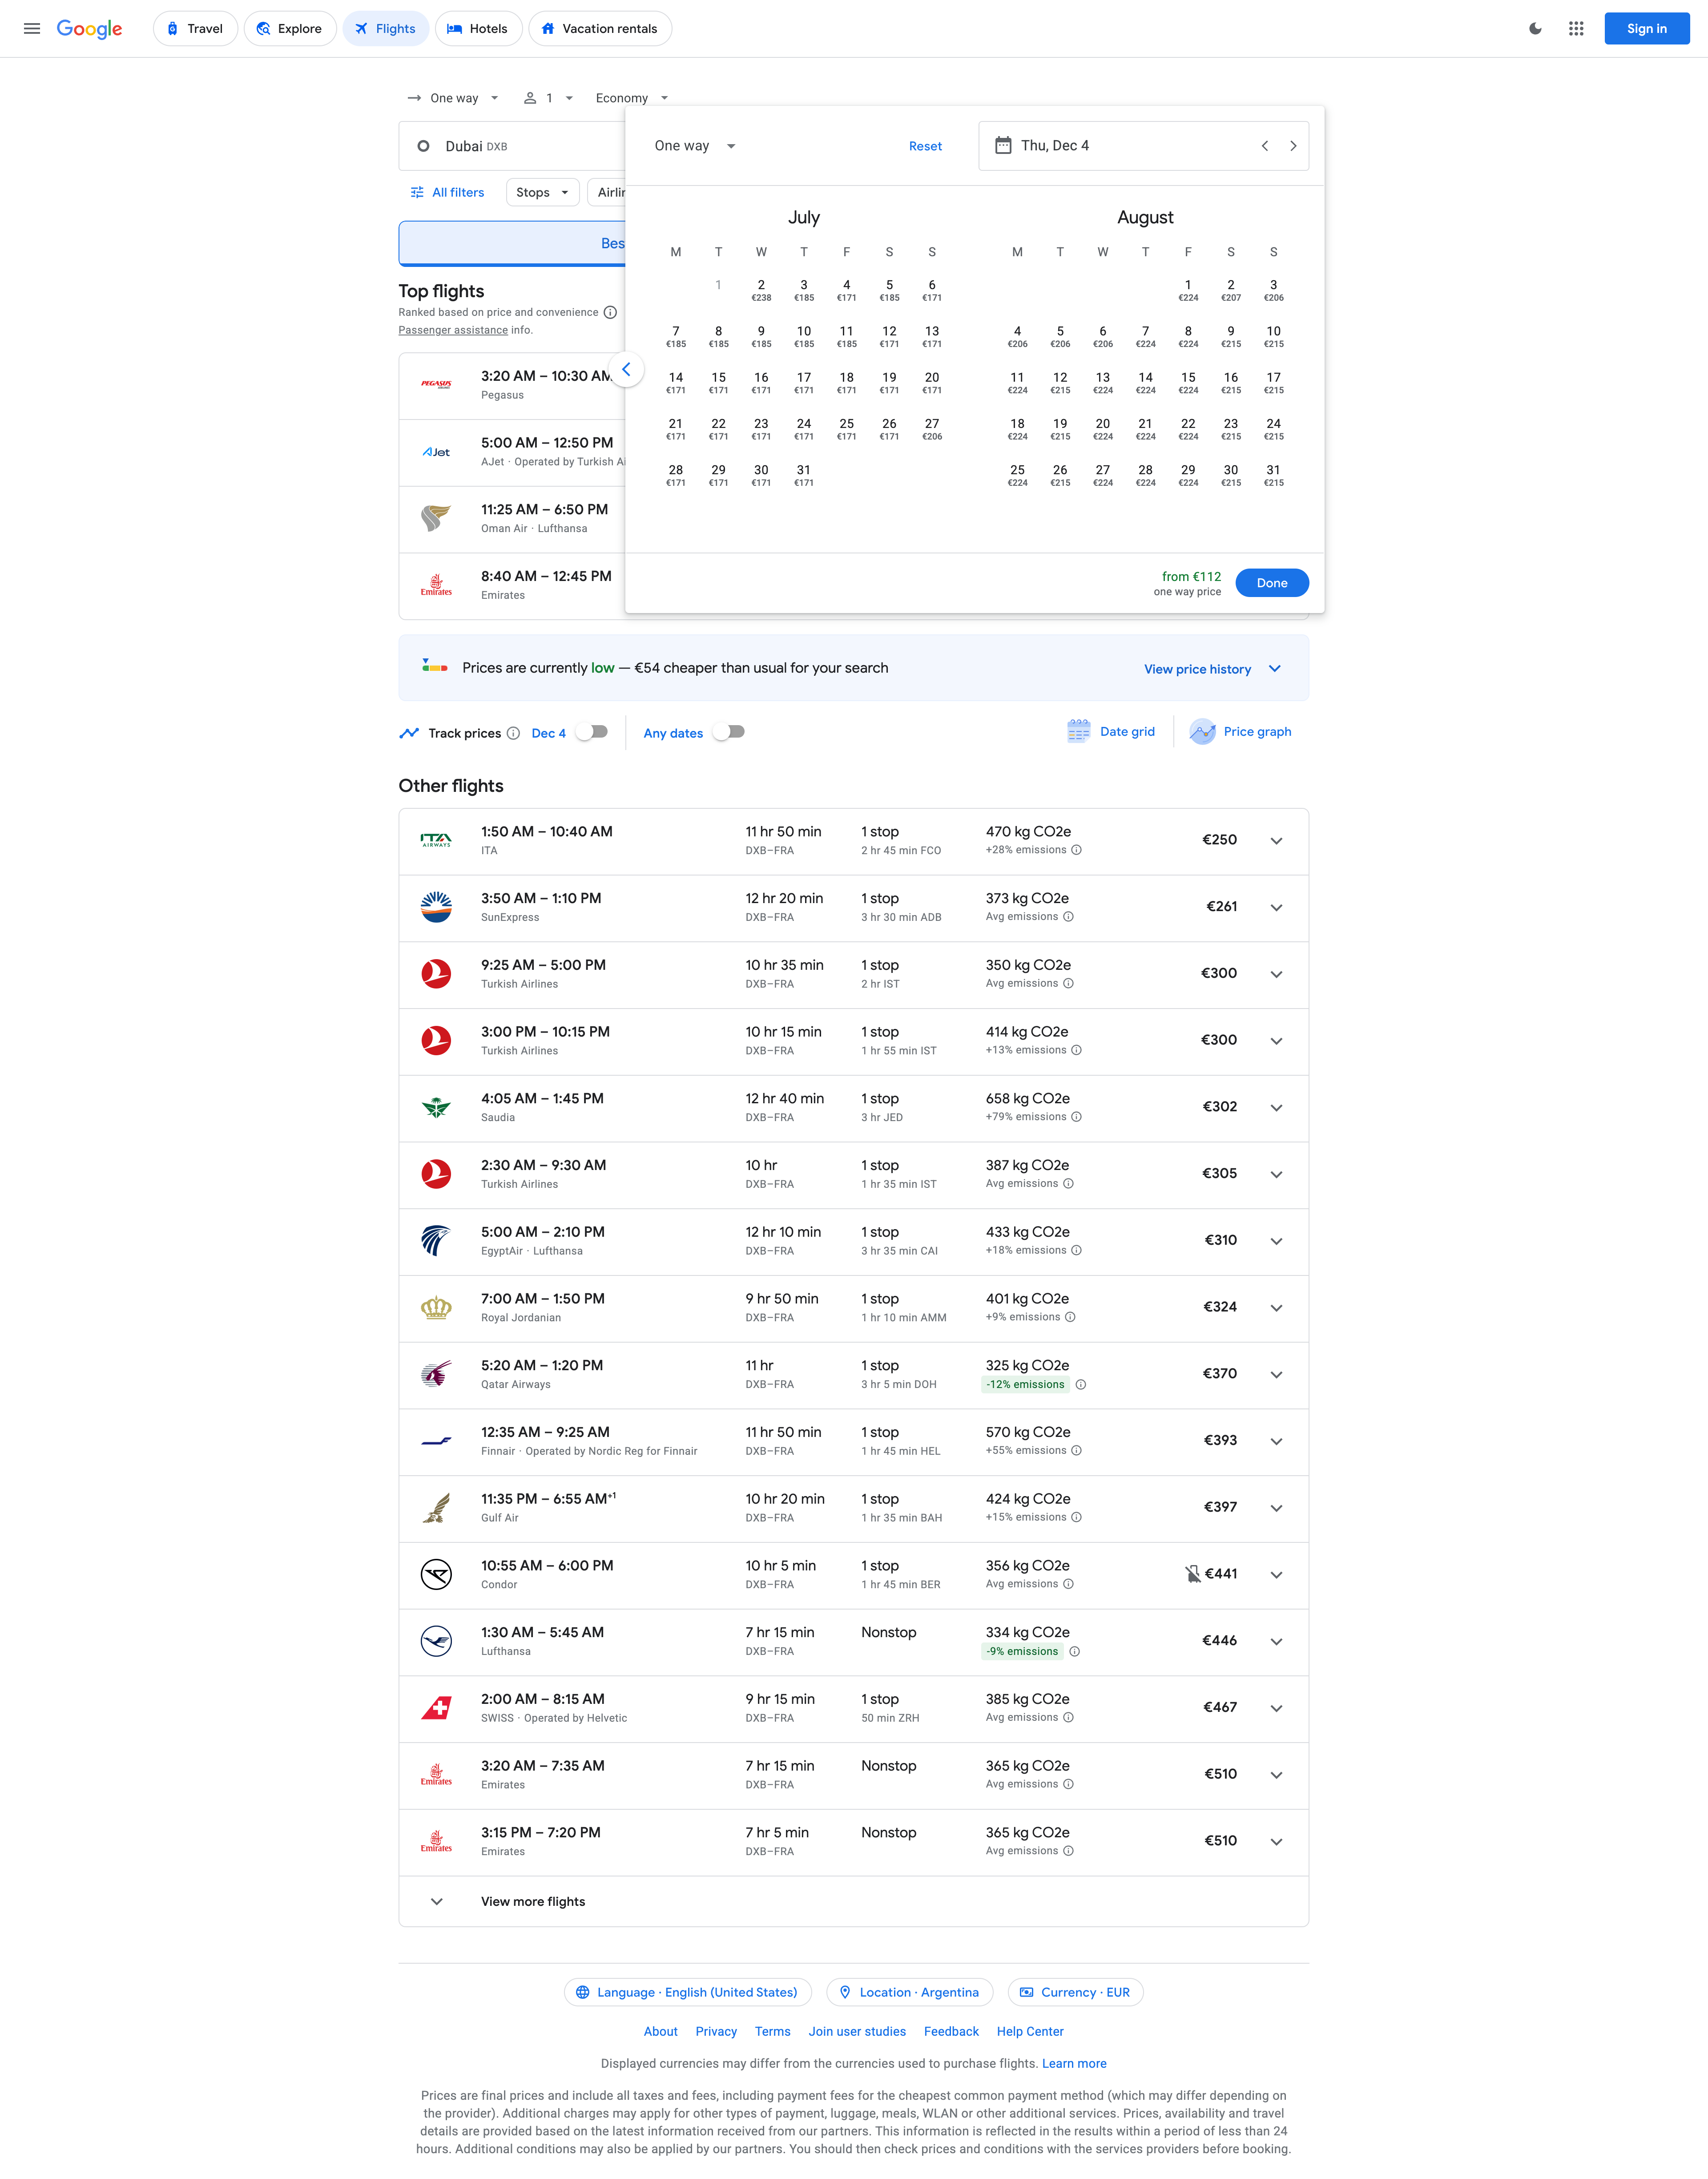 Google
Travel
Explore
Flights
Hotels
Vacation rentals
Sign in
One way
1
Economy
Dubai DXB
All filters
Stops
Airlin
Bes
Top flights
Ranked based on price and convenience
Passenger assistance info.
PEGASUS
3:20 AM – 10:30 AM
Pegasus
AJet
5:00 AM – 12:50 PM
AJet · Operated by Turkish Ai
11:25 AM – 6:50 PM
Oman Air · Lufthansa
Emirates
8:40 AM – 12:45 PM
Emirates
One way
Reset
Thu, Dec 4
July
M T W T F S S
1 2 3 4 5 6
€238 €185 €171 €185 €171
7 8 9 10 11 12 13
€185 €185 €185 €185 €185 €171 €171
14 15 16 17 18 19 20
€171 €171 €171 €171 €171 €171 €171
21 22 23 24 25 26 27
€171 €171 €171 €171 €171 €171 €206
28 29 30 31
€171 €171 €171 €171
August
M T W T F S S
1 2 3
€224 €207 €206
4 5 6 7 8 9 10
€206 €206 €206 €224 €224 €215 €215
11 12 13 14 15 16 17
€224 €215 €224 €224 €224 €215 €215
18 19 20 21 22 23 24
€224 €215 €224 €224 €224 €215 €215
25 26 27 28 29 30 31
€224 €215 €224 €224 €224 €215 €215
from €112
one way price
Done
Prices are currently low — €54 cheaper than usual for your search
View price history
Track prices
Dec 4
Any dates
Date grid
Price graph
Other flights
ITA AIRWAYS
1:50 AM – 10:40 AM 11 hr 50 min 1 stop 470 kg CO2e €250
ITA DXB–FRA 2 hr 45 min FCO +28% emissions
3:50 AM – 1:10 PM 12 hr 20 min 1 stop 373 kg CO2e €261
SunExpress DXB–FRA 3 hr 30 min ADB Avg emissions
9:25 AM – 5:00 PM 10 hr 35 min 1 stop 350 kg CO2e €300
Turkish Airlines DXB–FRA 2 hr IST Avg emissions
3:00 PM – 10:15 PM 10 hr 15 min 1 stop 414 kg CO2e €300
Turkish Airlines DXB–FRA 1 hr 55 min IST +13% emissions
4:05 AM – 1:45 PM 12 hr 40 min 1 stop 658 kg CO2e €302
Saudia DXB–FRA 3 hr JED +79% emissions
2:30 AM – 9:30 AM 10 hr 1 stop 387 kg CO2e €305
Turkish Airlines DXB–FRA 1 hr 35 min IST Avg emissions
5:00 AM – 2:10 PM 12 hr 10 min 1 stop 433 kg CO2e €310
EgyptAir · Lufthansa DXB–FRA 3 hr 35 min CAI +18% emissions
7:00 AM – 1:50 PM 9 hr 50 min 1 stop 401 kg CO2e €324
Royal Jordanian DXB–FRA 1 hr 10 min AMM +9% emissions
5:20 AM – 1:20 PM 11 hr 1 stop 325 kg CO2e €370
Qatar Airways DXB–FRA 3 hr 5 min DOH -12% emissions
12:35 AM – 9:25 AM 11 hr 50 min 1 stop 570 kg CO2e €393
Finnair · Operated by Nordic Reg for Finnair DXB–FRA 1 hr 45 min HEL +55% emissions
11:35 PM – 6:55 AM+1 10 hr 20 min 1 stop 424 kg CO2e €397
Gulf Air DXB–FRA 1 hr 35 min BAH +15% emissions
10:55 AM – 6:00 PM 10 hr 5 min 1 stop 356 kg CO2e €441
Condor DXB–FRA 1 hr 45 min BER Avg emissions
1:30 AM – 5:45 AM 7 hr 15 min Nonstop 334 kg CO2e €446
Lufthansa DXB–FRA -9% emissions
2:00 AM – 8:15 AM 9 hr 15 min 1 stop 385 kg CO2e €467
SWISS · Operated by Helvetic DXB–FRA 50 min ZRH Avg emissions
Emirates
3:20 AM – 7:35 AM 7 hr 15 min Nonstop 365 kg CO2e €510
Emirates DXB–FRA Avg emissions
Emirates
3:15 PM – 7:20 PM 7 hr 5 min Nonstop 365 kg CO2e €510
Emirates DXB–FRA Avg emissions
View more flights
Language · English (United States)
Location · Argentina
Currency · EUR
About Privacy Terms Join user studies Feedback Help Center
Displayed currencies may differ from the currencies used to purchase flights. Learn more
Prices are final prices and include all taxes and fees, including payment fees for the cheapest common payment method (which may differ depending on
the provider). Additional charges may apply for other types of payment, luggage, meals, WLAN or other additional services. Prices, availability and travel
details are provided based on the latest information received from our partners. This information is reflected in the results within a period of less than 24
hours. Additional conditions may also be applied by our partners. You should then check prices and conditions with the services providers before booking.